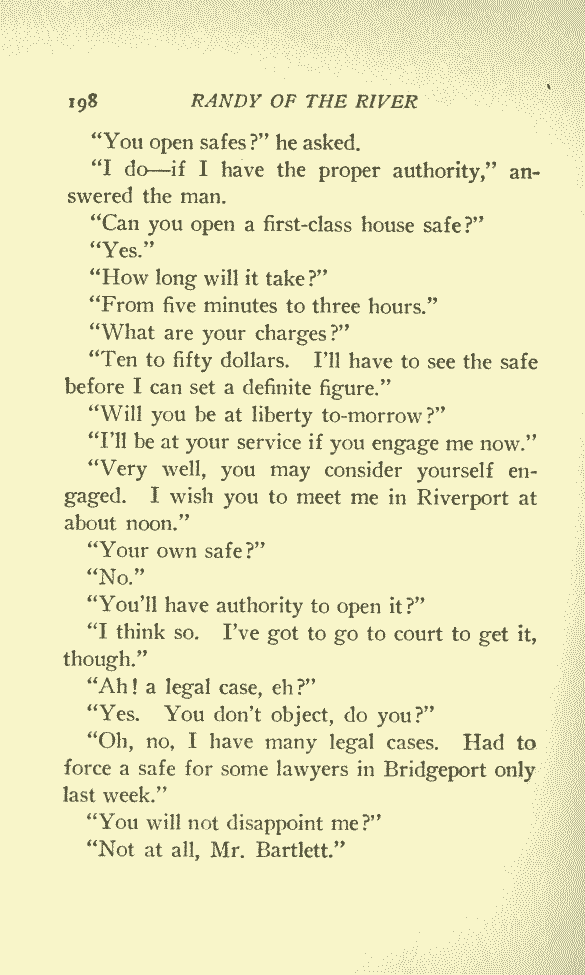 198 RANDY OF THE RIVER
“You open safes?” he asked.
“I do—if I have the proper authority,” an-
swered the man.
“Can you open a first-class house safe?”
“Yes.”
“How long will it take?”
“From five minutes to three hours.”
“What are your charges?”
“Ten to fifty dollars. I’ll have to see the safe
before I can set a definite figure.”
“Will you be at liberty to-morrow?”
“I’ll be at your service if you engage me now.”
“Very well, you may consider yourself en-
gaged. I wish you to meet me in Riverport at
about noon.”
“Your own safe?”
“No.”
“You’ll have authority to open it?”
“I think so. I’ve got to go to court to get it,
though.”
“Ah! a legal case, eh?”
“Yes. You don’t object, do you?”
“Oh, no, I have many legal cases. Had to
force a safe for some lawyers in Bridgeport only
last week.”
“You will not disappoint me?”
“Not at all, Mr. Bartlett.”